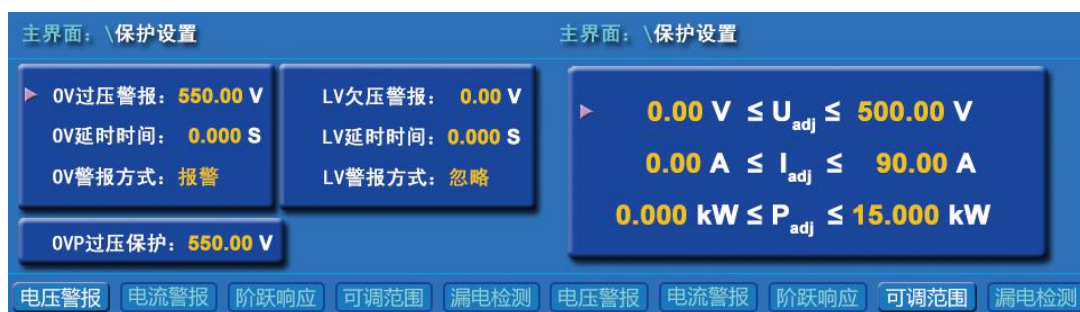 主界面：\保护设置
OV过压警报：550.00 V
OV延时时间：0.000 S
OV警报方式：报警
LV欠压警报：0.00 V
LV延时时间：0.000 S
LV警报方式：忽略
OVP过压保护：550.00 V
电压警报 电流警报 阶跃响应 可调范围 漏电检测
主界面：\保护设置
0.00 V ≤ Uadj ≤ 500.00 V
0.00 A ≤ Iadj ≤ 90.00 A
0.000 kW ≤ Padj ≤ 15.000 kW
电压警报 电流警报 阶跃响应 可调范围 漏电检测